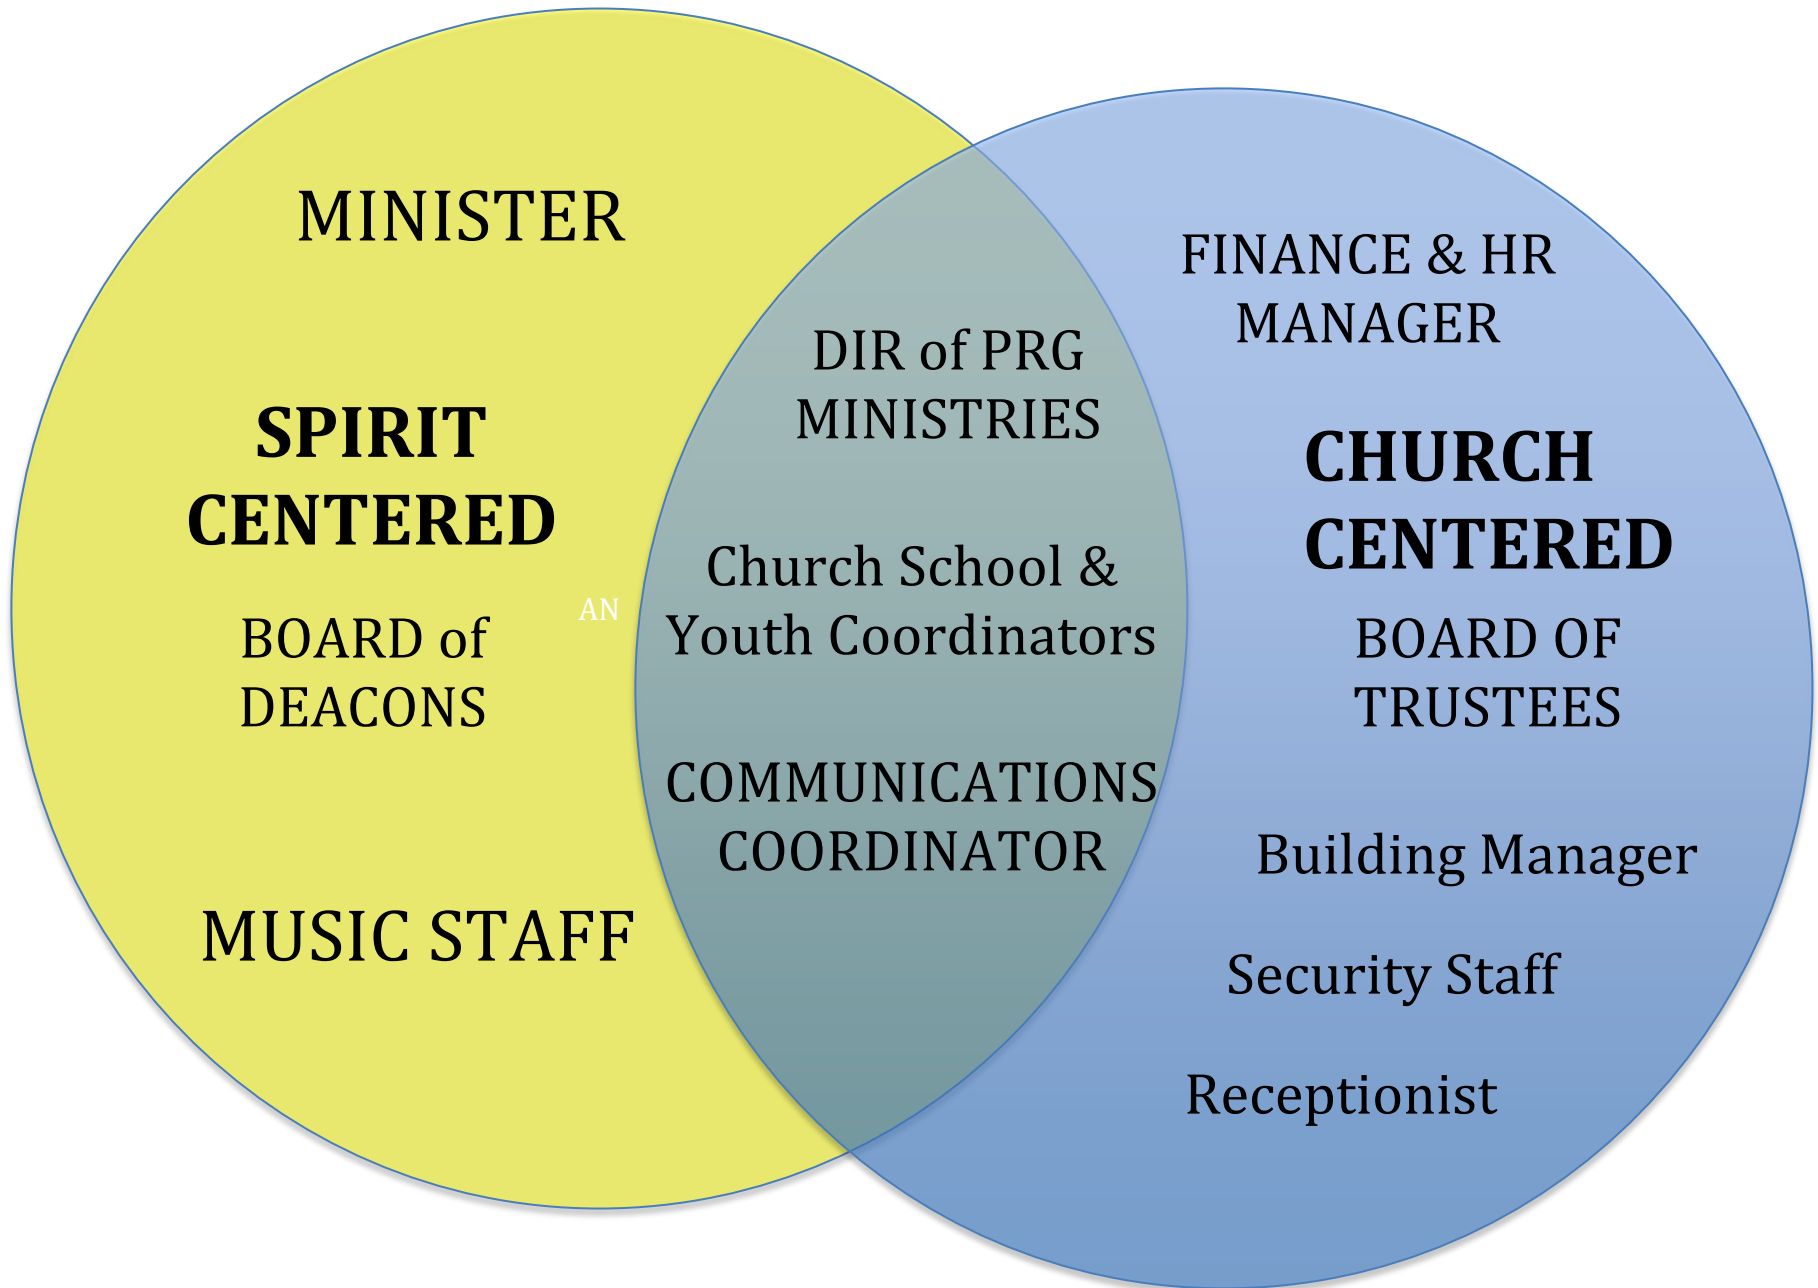 MINISTER
SPIRIT
CENTERED
AN
BOARD of
DEACONS
MUSIC STAFF
DIR of PRG
MINISTRIES
Church School &
Youth Coordinators
COMMUNICATIONS
COORDINATOR
FINANCE & HR
MANAGER
CHURCH
CENTERED
BOARD OF
TRUSTEES
Building Manager
Security Staff
Receptionist